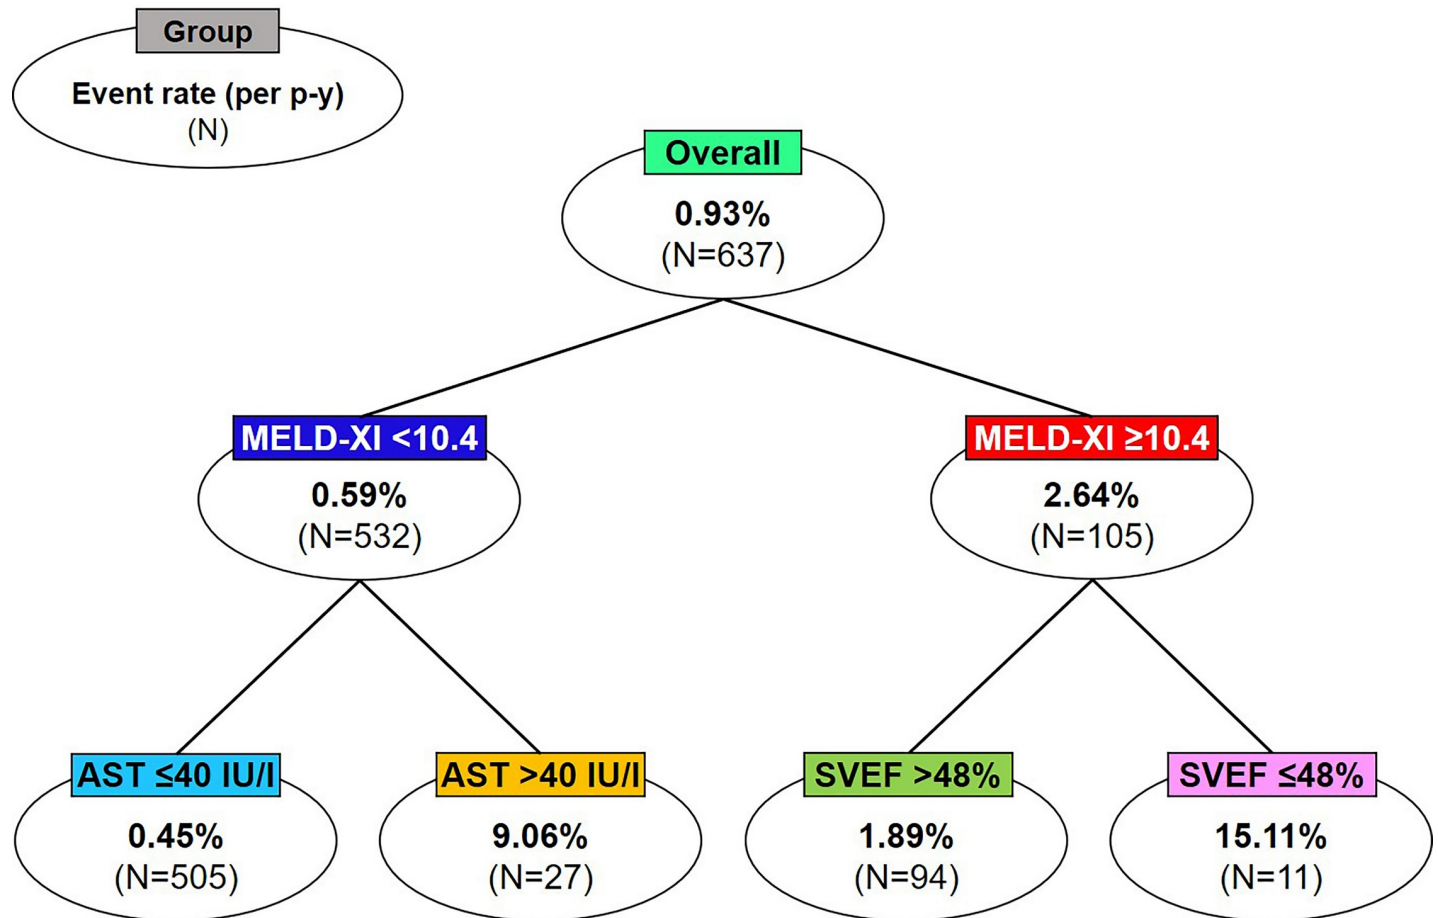 Group
Event rate (per p-y)
(N)
Overall
0.93%
(N=637)
MELD-XI <10.4
0.59%
(N=532)
MELD-XI ≥10.4
2.64%
(N=105)
AST ≤40 IU/l
0.45%
(N=505)
AST >40 IU/l
9.06%
(N=27)
SVEF >48%
1.89%
(N=94)
SVEF ≤48%
15.11%
(N=11)